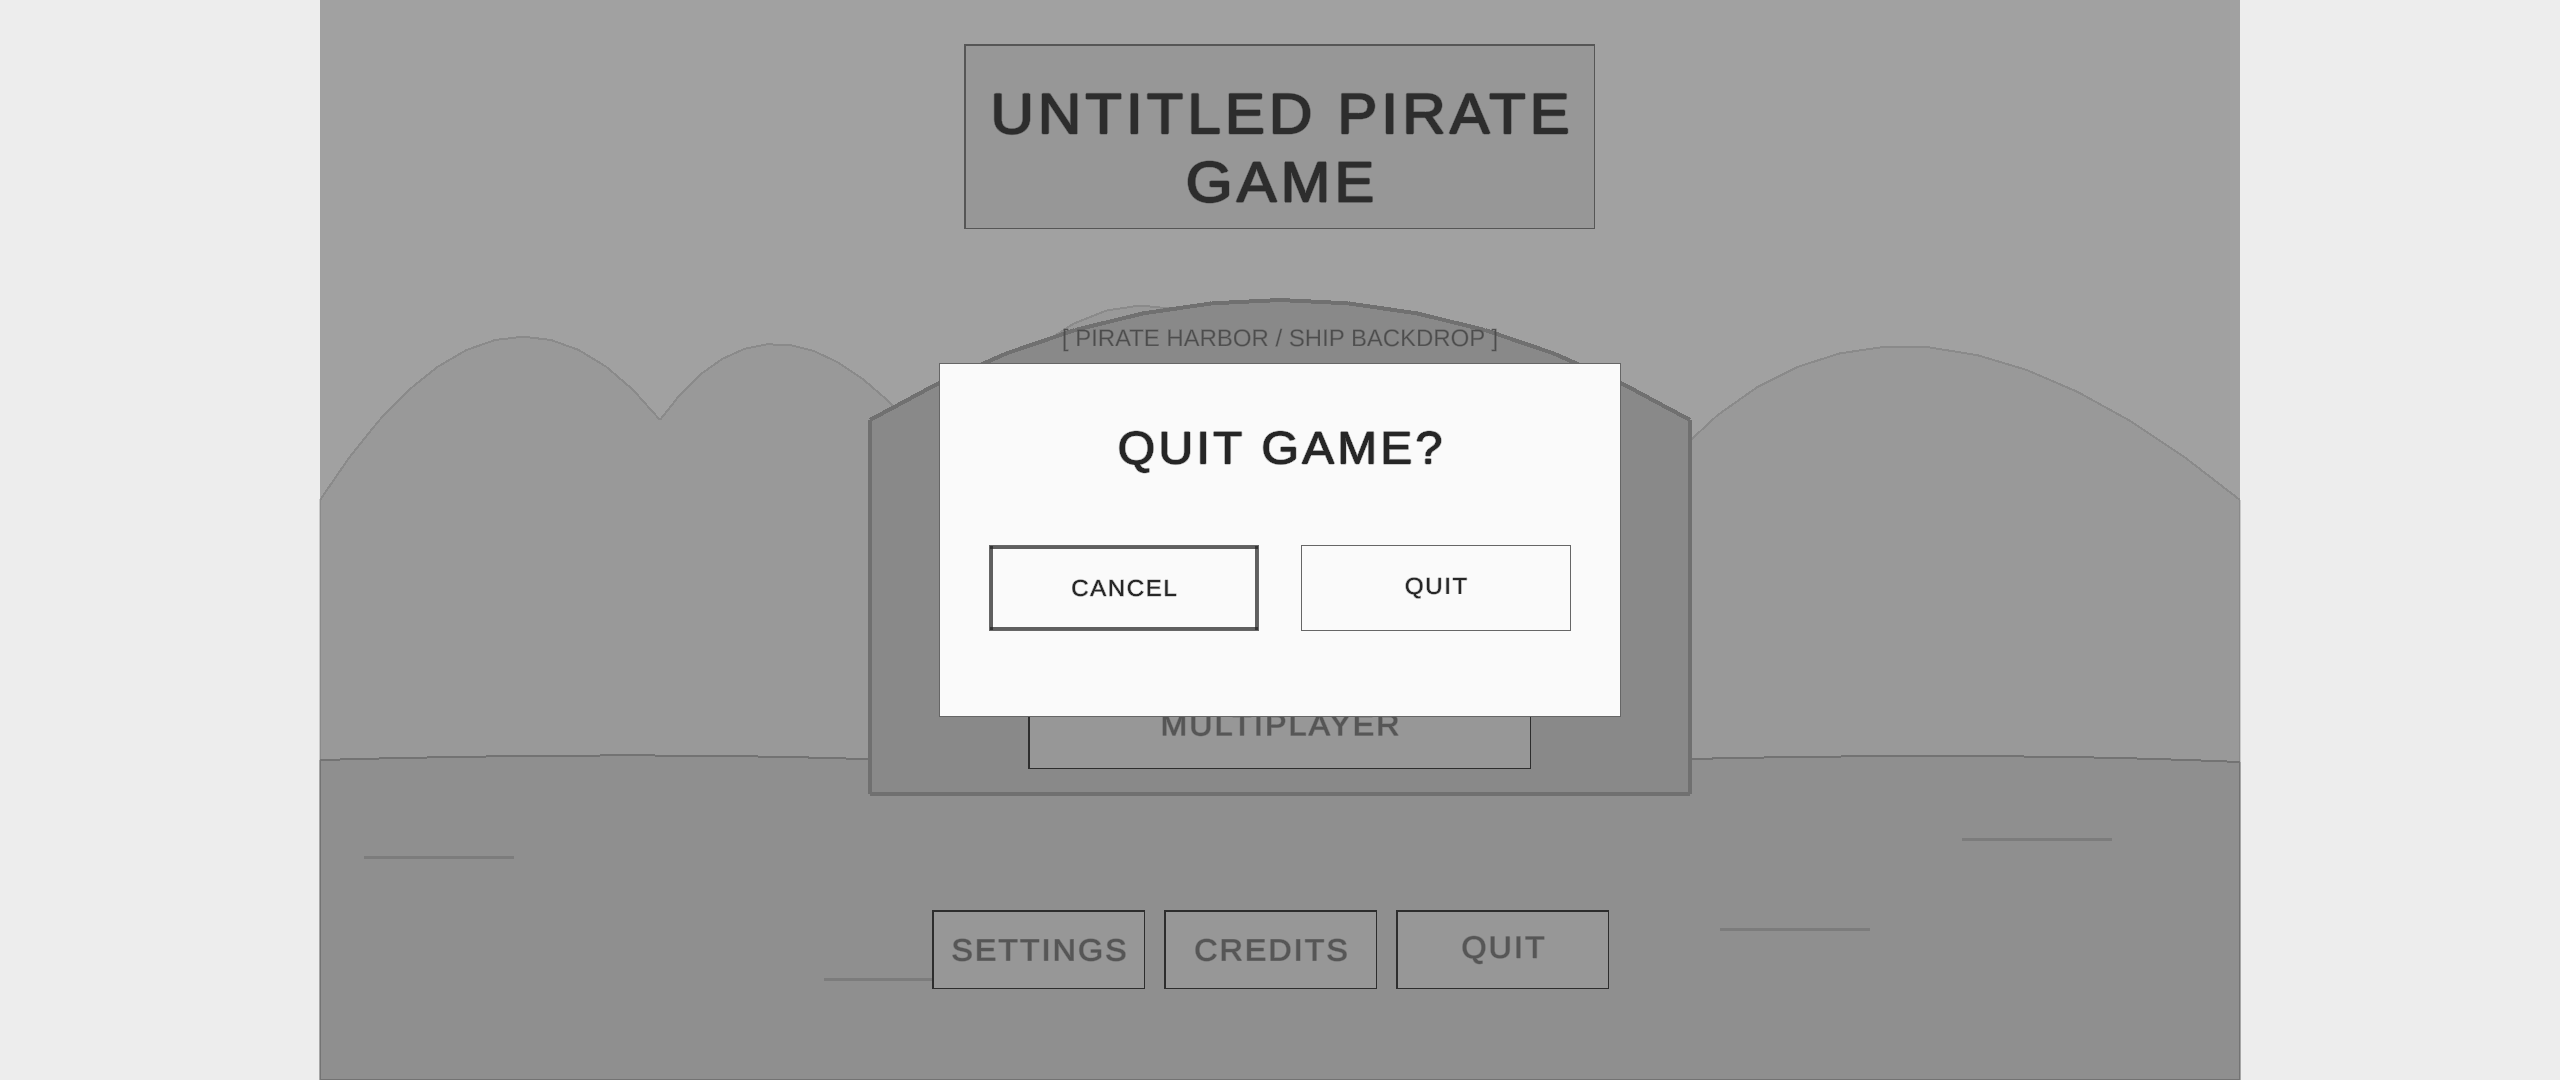 UNTITLED PIRATE
GAME
[ PIRATE HARBOR / SHIP BACKDROP ]
QUIT GAME?
CANCEL
QUIT
MULTIPLAYER
SETTINGS
CREDITS
QUIT